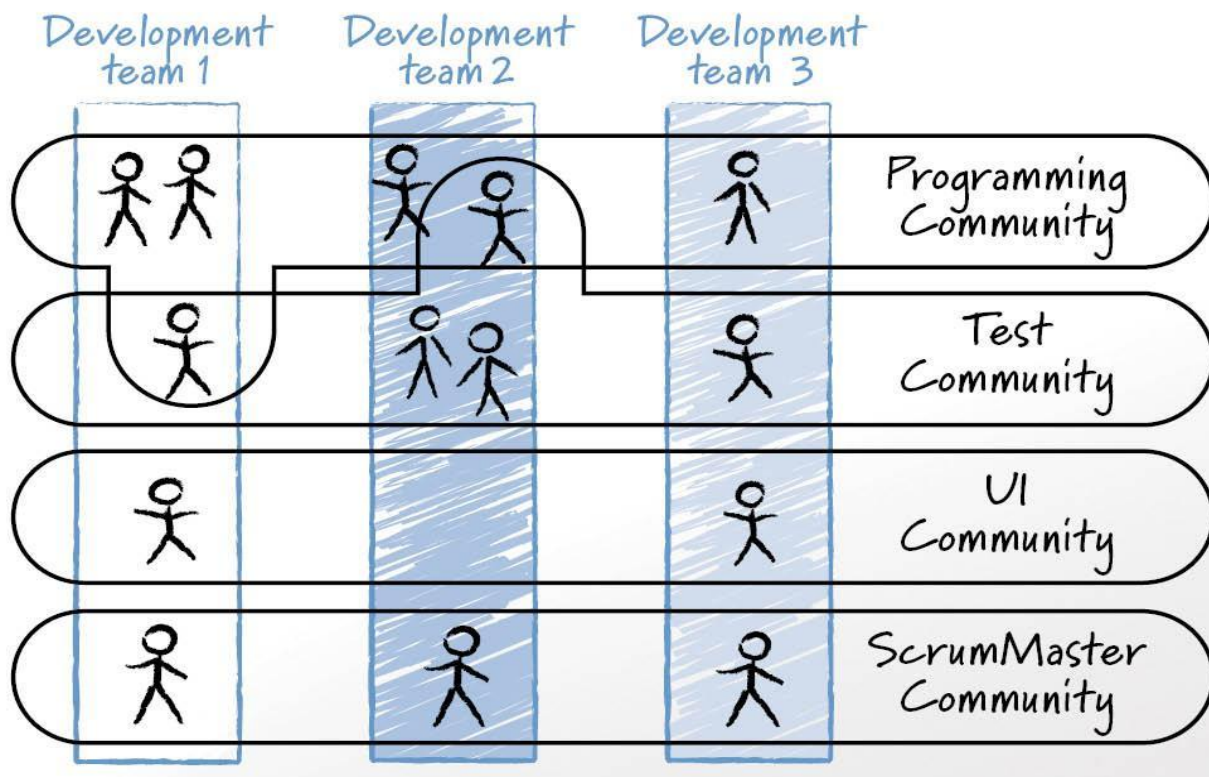 Development
team 1
Development
team 2
Development
team 3
Programming
Community
Test
Community
UI
Community
ScrumMaster
Community